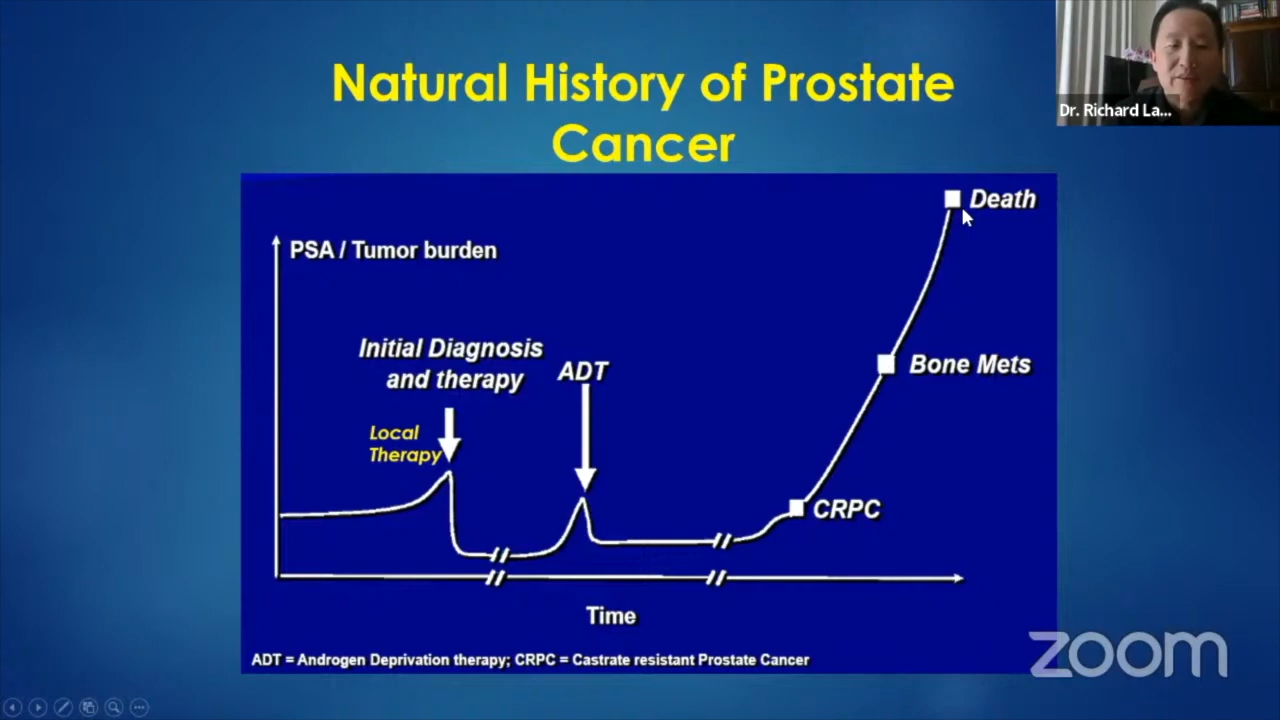 Natural History of Prostate
Cancer
Dr. Richard La...
Death
PSA / Tumor burden
Initial Diagnosis
and therapy
ADT
Bone Mets
Local
Therapy
CRPC
Time
ADT = Androgen Deprivation therapy; CRPC = Castrate resistant Prostate Cancer
zoom